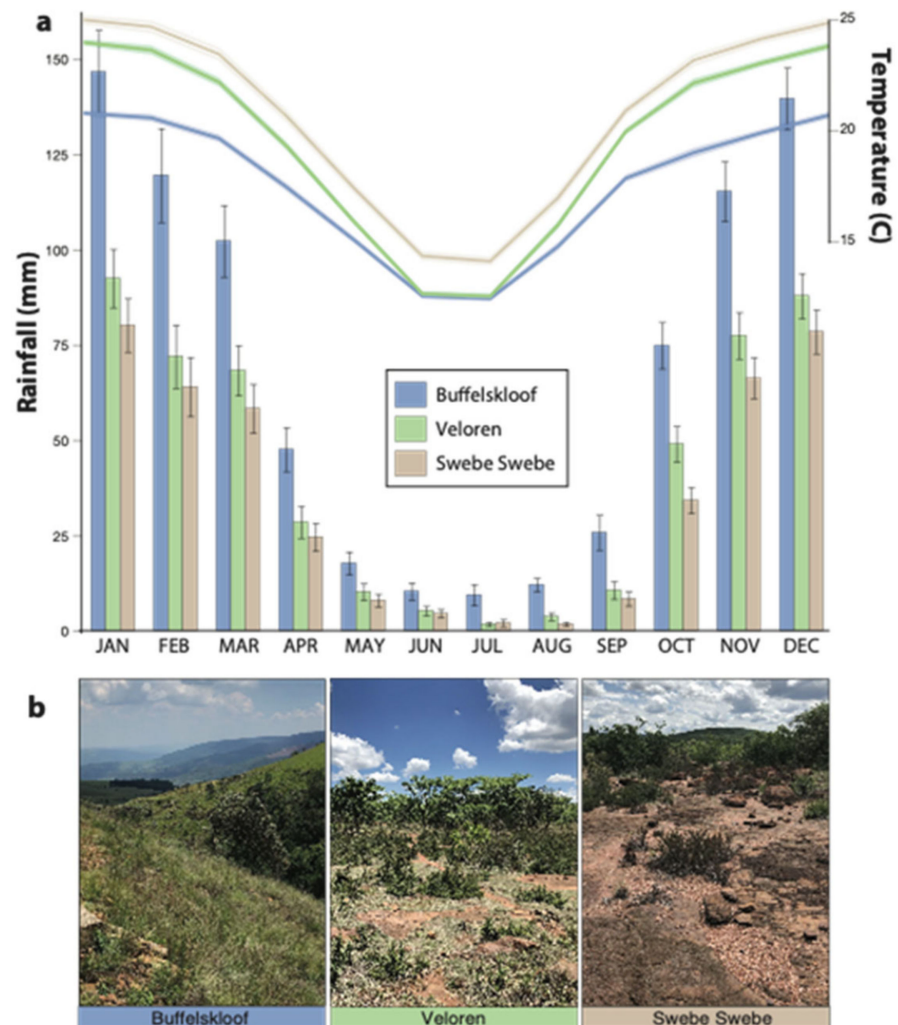 a
25
150
20
125
15
100
75
50
25
0
Rainfall (mm)
Temperature (C)
Buffelskloof
Veloren
Swebe Swebe
JAN FEB MAR APR MAY JUN JUL AUG SEP OCT NOV DEC
b
Buffelskloof Veloren Swebe Swebe